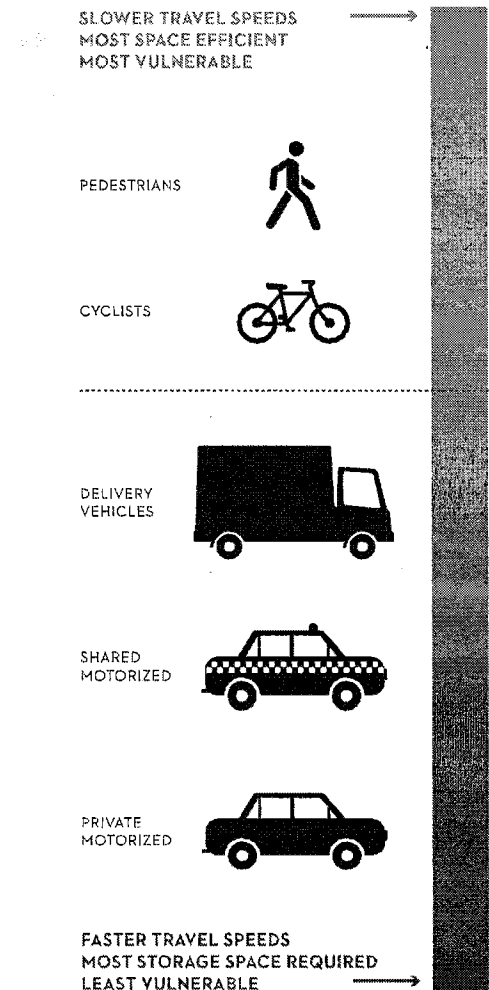 SLOWER TRAVEL SPEEDS
MOST SPACE EFFICIENT
MOST VULNERABLE
PEDESTRIANS
CYCLISTS
DELIVERY
VEHICLES
SHARED
MOTORIZED
PRIVATE
MOTORIZED
FASTER TRAVEL SPEEDS
MOST STORAGE SPACE REQUIRED
LEAST VULNERABLE